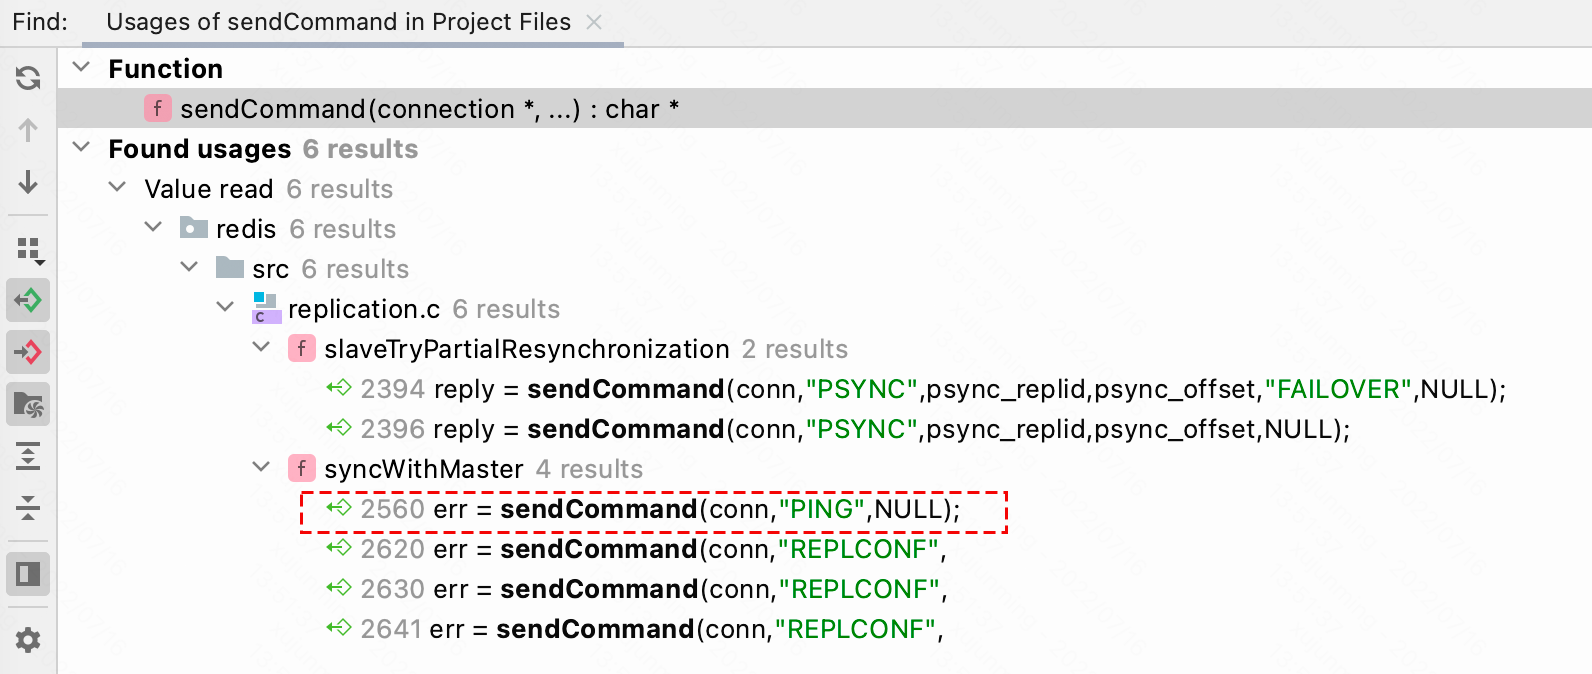 Find: Usages of sendCommand in Project Files
Function
f sendCommand(connection *, ...) : char *
Found usages 6 results
Value read 6 results
redis 6 results
src 6 results
C replication.c 6 results
f slaveTryPartialResynchronization 2 results
2394 reply = sendCommand(conn,"PSYNC",psync_replid,psync_offset,"FAILOVER",NULL);
2396 reply = sendCommand(conn,"PSYNC",psync_replid,psync_offset,NULL);
f syncWithMaster 4 results
2560 err = sendCommand(conn,"PING",NULL);
2620 err = sendCommand(conn,"REPLCONF",
2630 err = sendCommand(conn,"REPLCONF",
2641 err = sendCommand(conn,"REPLCONF",